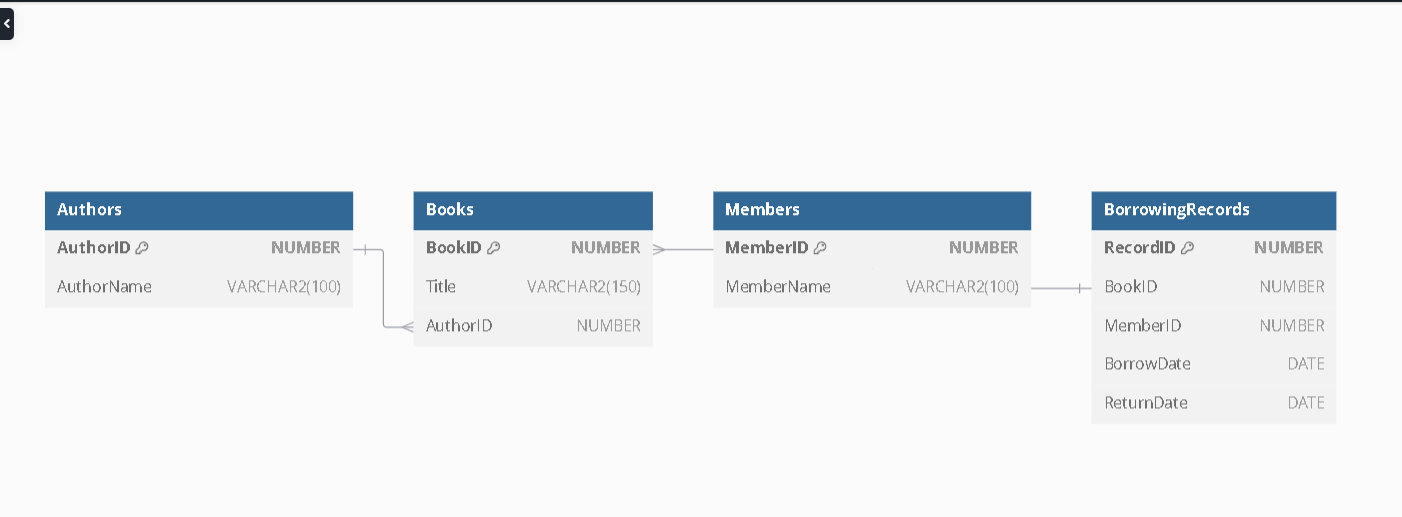 Authors
AuthorID NUMBER
AuthorName VARCHAR2(100)
Books
BookID NUMBER
Title VARCHAR2(150)
AuthorID NUMBER
Members
MemberID NUMBER
MemberName VARCHAR2(100)
BorrowingRecords
RecordID NUMBER
BookID NUMBER
MemberID NUMBER
BorrowDate DATE
ReturnDate DATE